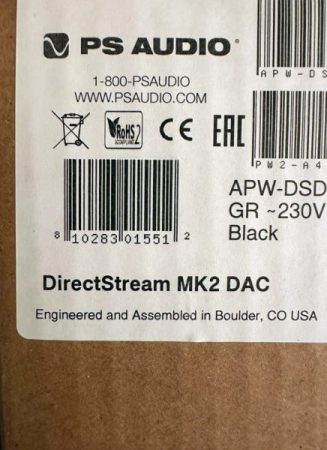 PS AUDIO®
1-800-PSAUDIO
WWW.PSAUDIO.COM
APW-DS
RoHS 2
COMPLIANT
CE
EAC
PW2-A4
8 10283 01551 2
APW-DSD
GR ~230V
Black
DirectStream MK2 DAC
Engineered and Assembled in Boulder, CO USA